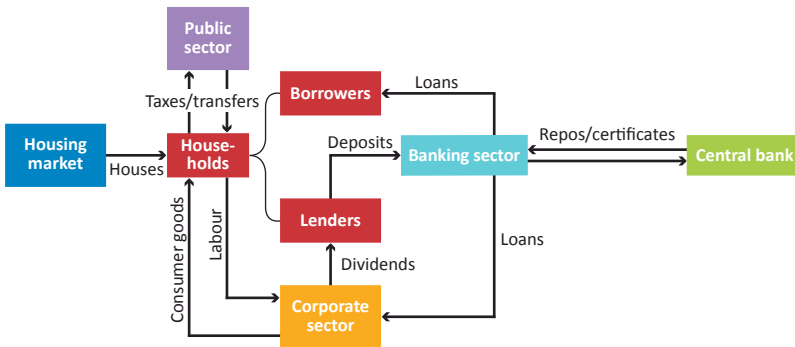 Public
sector
Taxes/transfers
Borrowers
Loans
Housing
market
Houses
House-
holds
Deposits
Banking sector
Repos/certificates
Central bank
Consumer goods
Labour
Lenders
Dividends
Loans
Corporate
sector